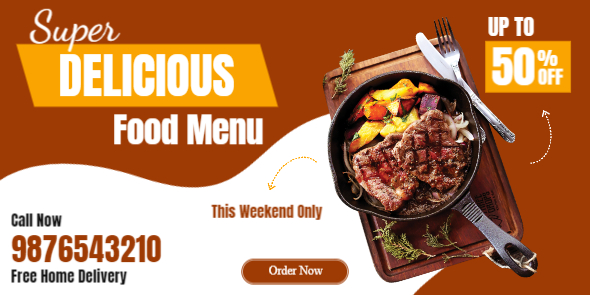 Super
DELICIOUS
Food Menu
UP TO
50% OFF
This Weekend Only
Call Now
9876543210
Free Home Delivery
Order Now